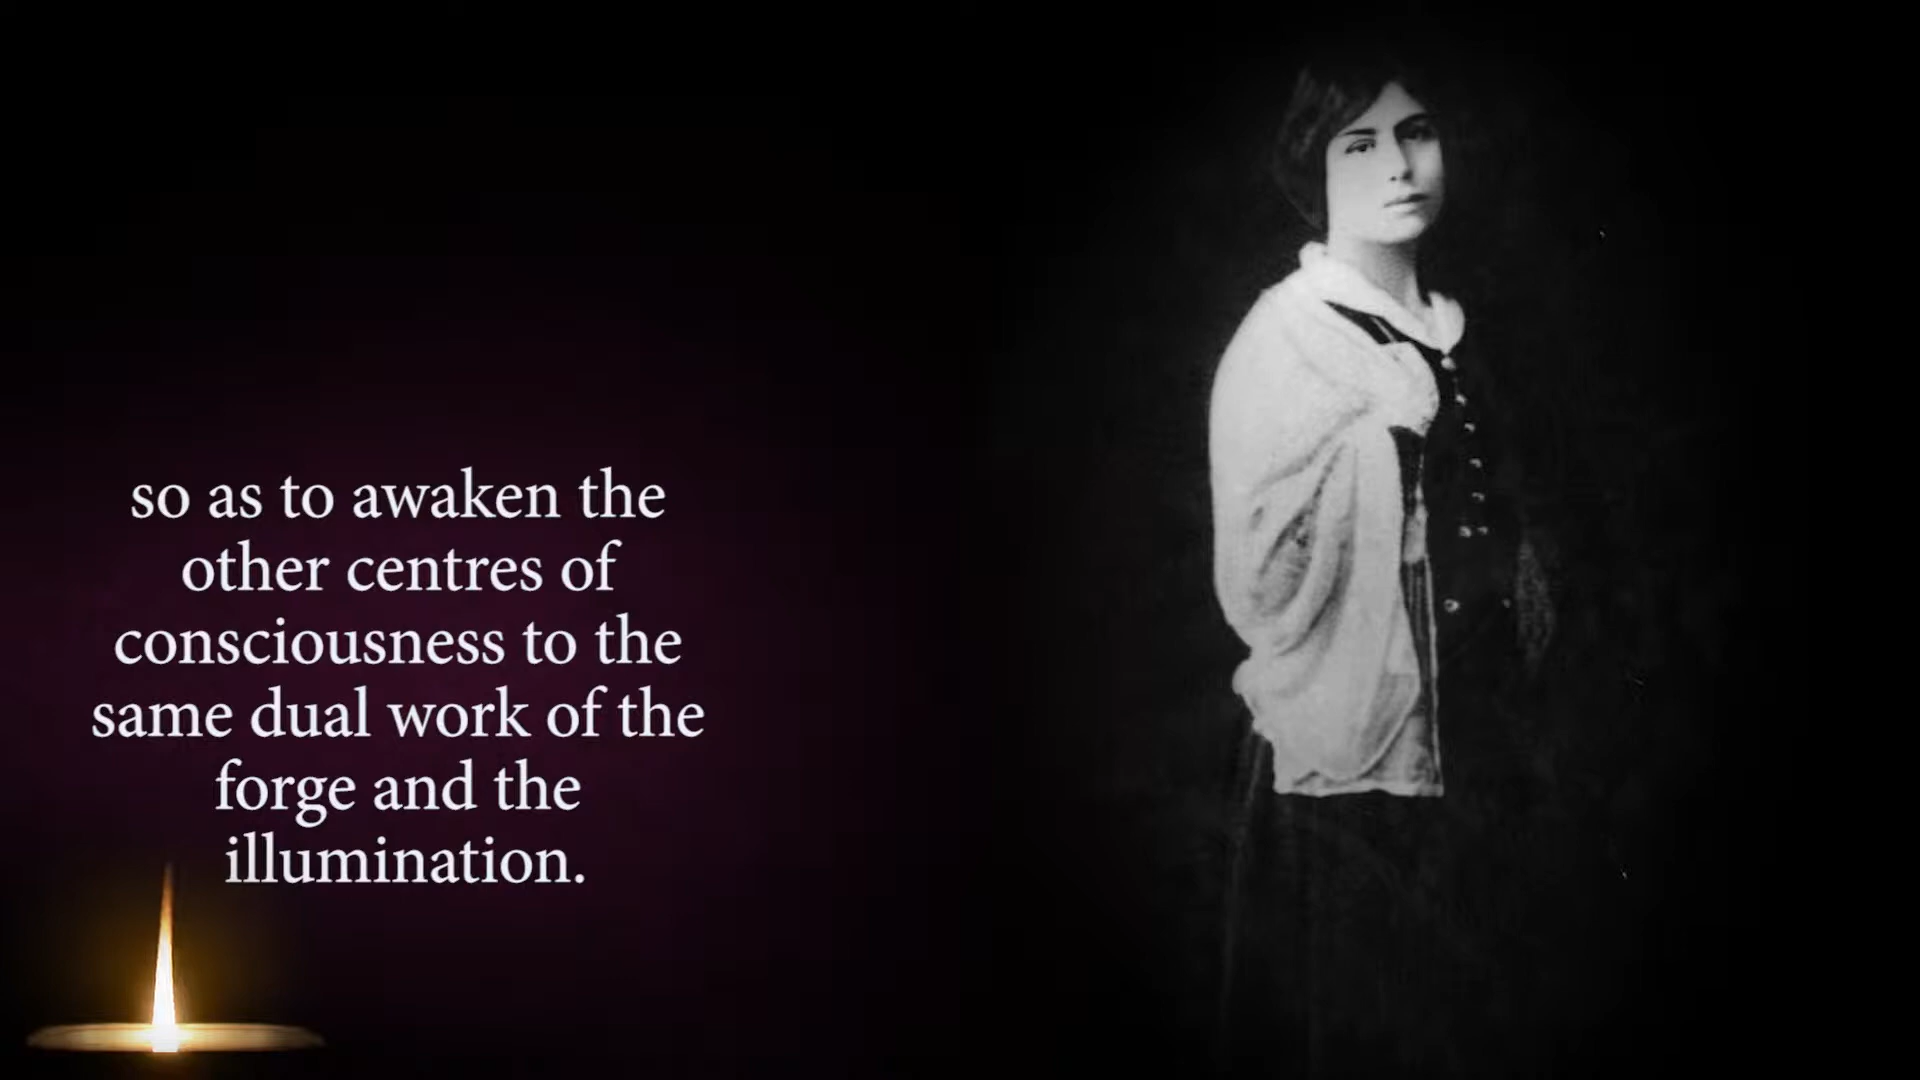 so as to awaken the
other centres of
consciousness to the
same dual work of the
forge and the
illumination.